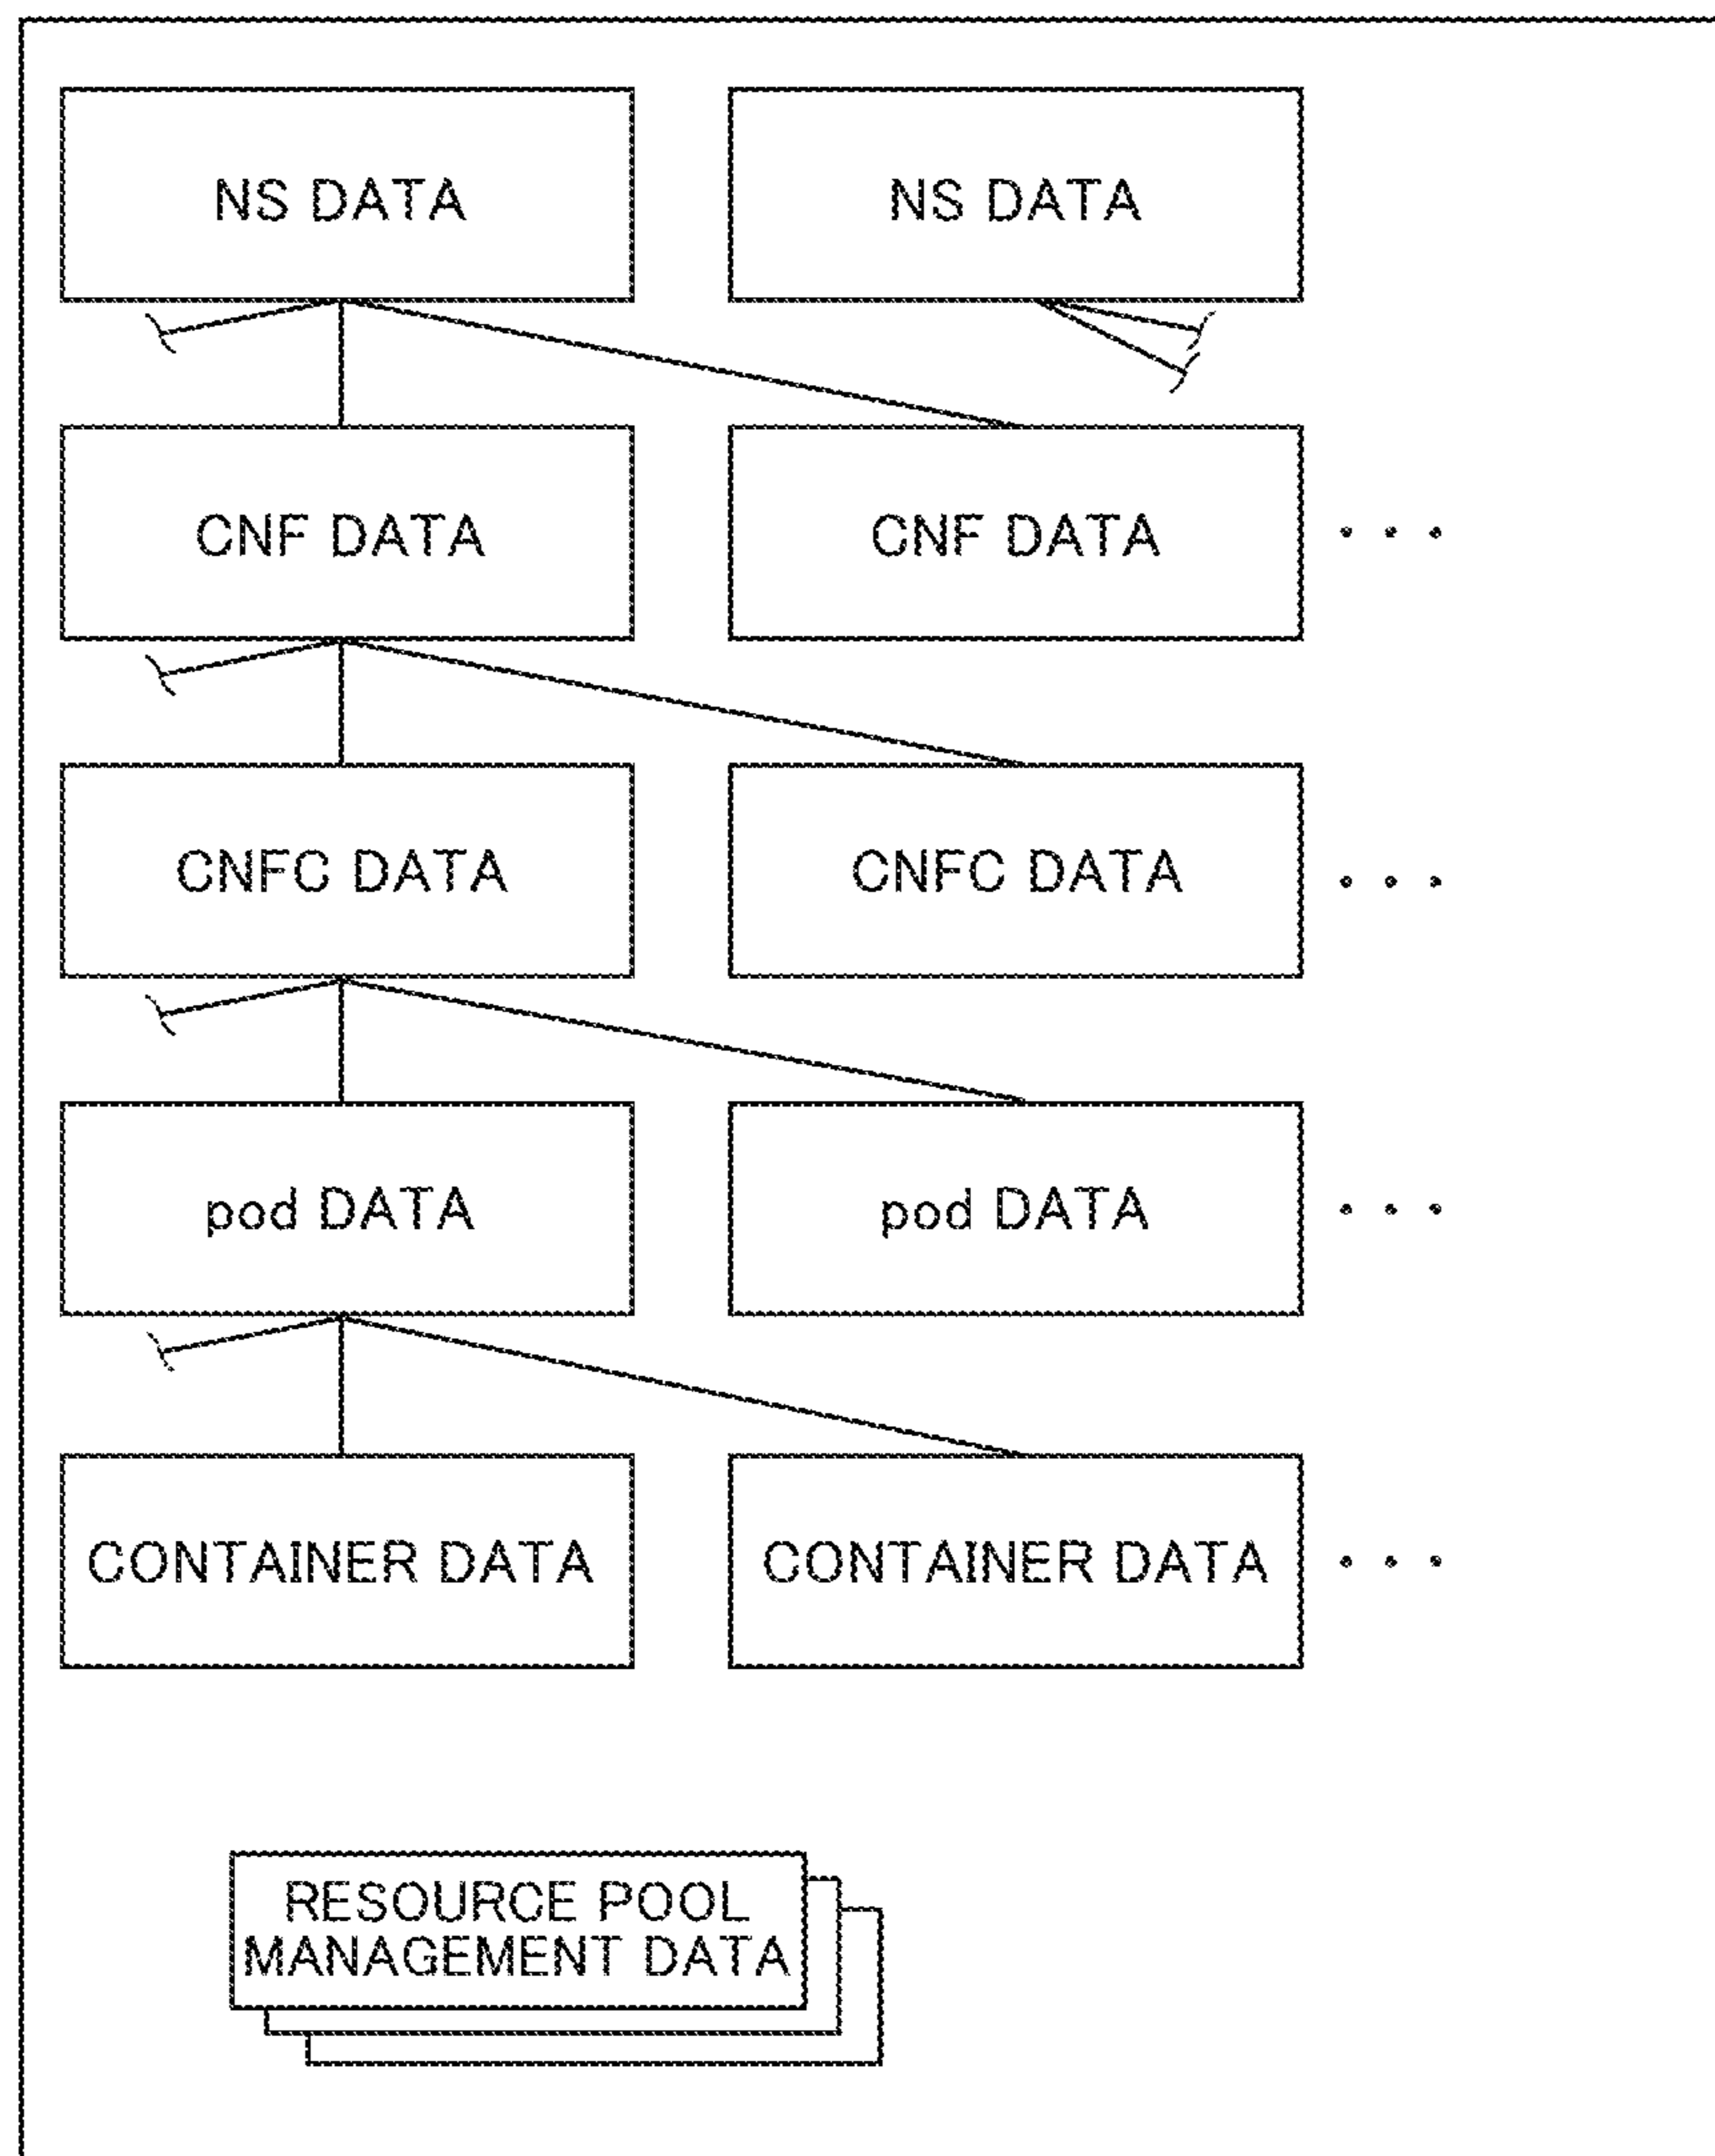 NS DATA NS DATA
CNF DATA CNF DATA ...
CNFC DATA CNFC DATA ...
pod DATA pod DATA ...
CONTAINER DATA CONTAINER DATA ...
RESOURCE POOL
MANAGEMENT DATA